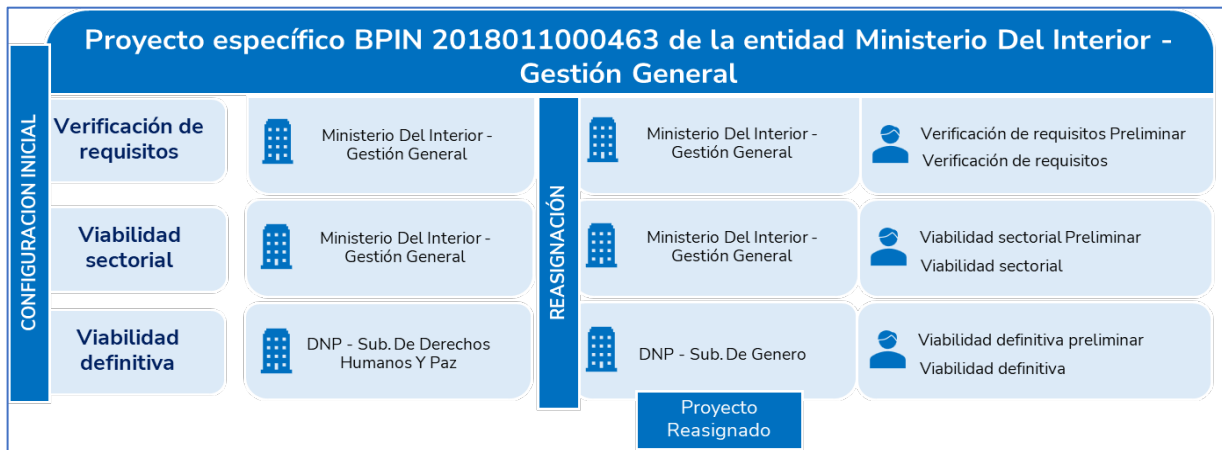 Proyecto específico BPIN 2018011000463 de la entidad Ministerio Del Interior -
Gestión General
CONFIGURACION INICIAL
Verificación de
requisitos
Ministerio Del Interior -
Gestión General
REASIGNACIÓN
Ministerio Del Interior -
Gestión General
Verificación de requisitos Preliminar
Verificación de requisitos
Viabilidad
sectorial
Ministerio Del Interior -
Gestión General
Ministerio Del Interior -
Gestión General
Viabilidad sectorial Preliminar
Viabilidad sectorial
Viabilidad
definitiva
DNP - Sub. De Derechos
Humanos Y Paz
DNP - Sub. De Genero
Viabilidad definitiva preliminar
Viabilidad definitiva
Proyecto
Reasignado